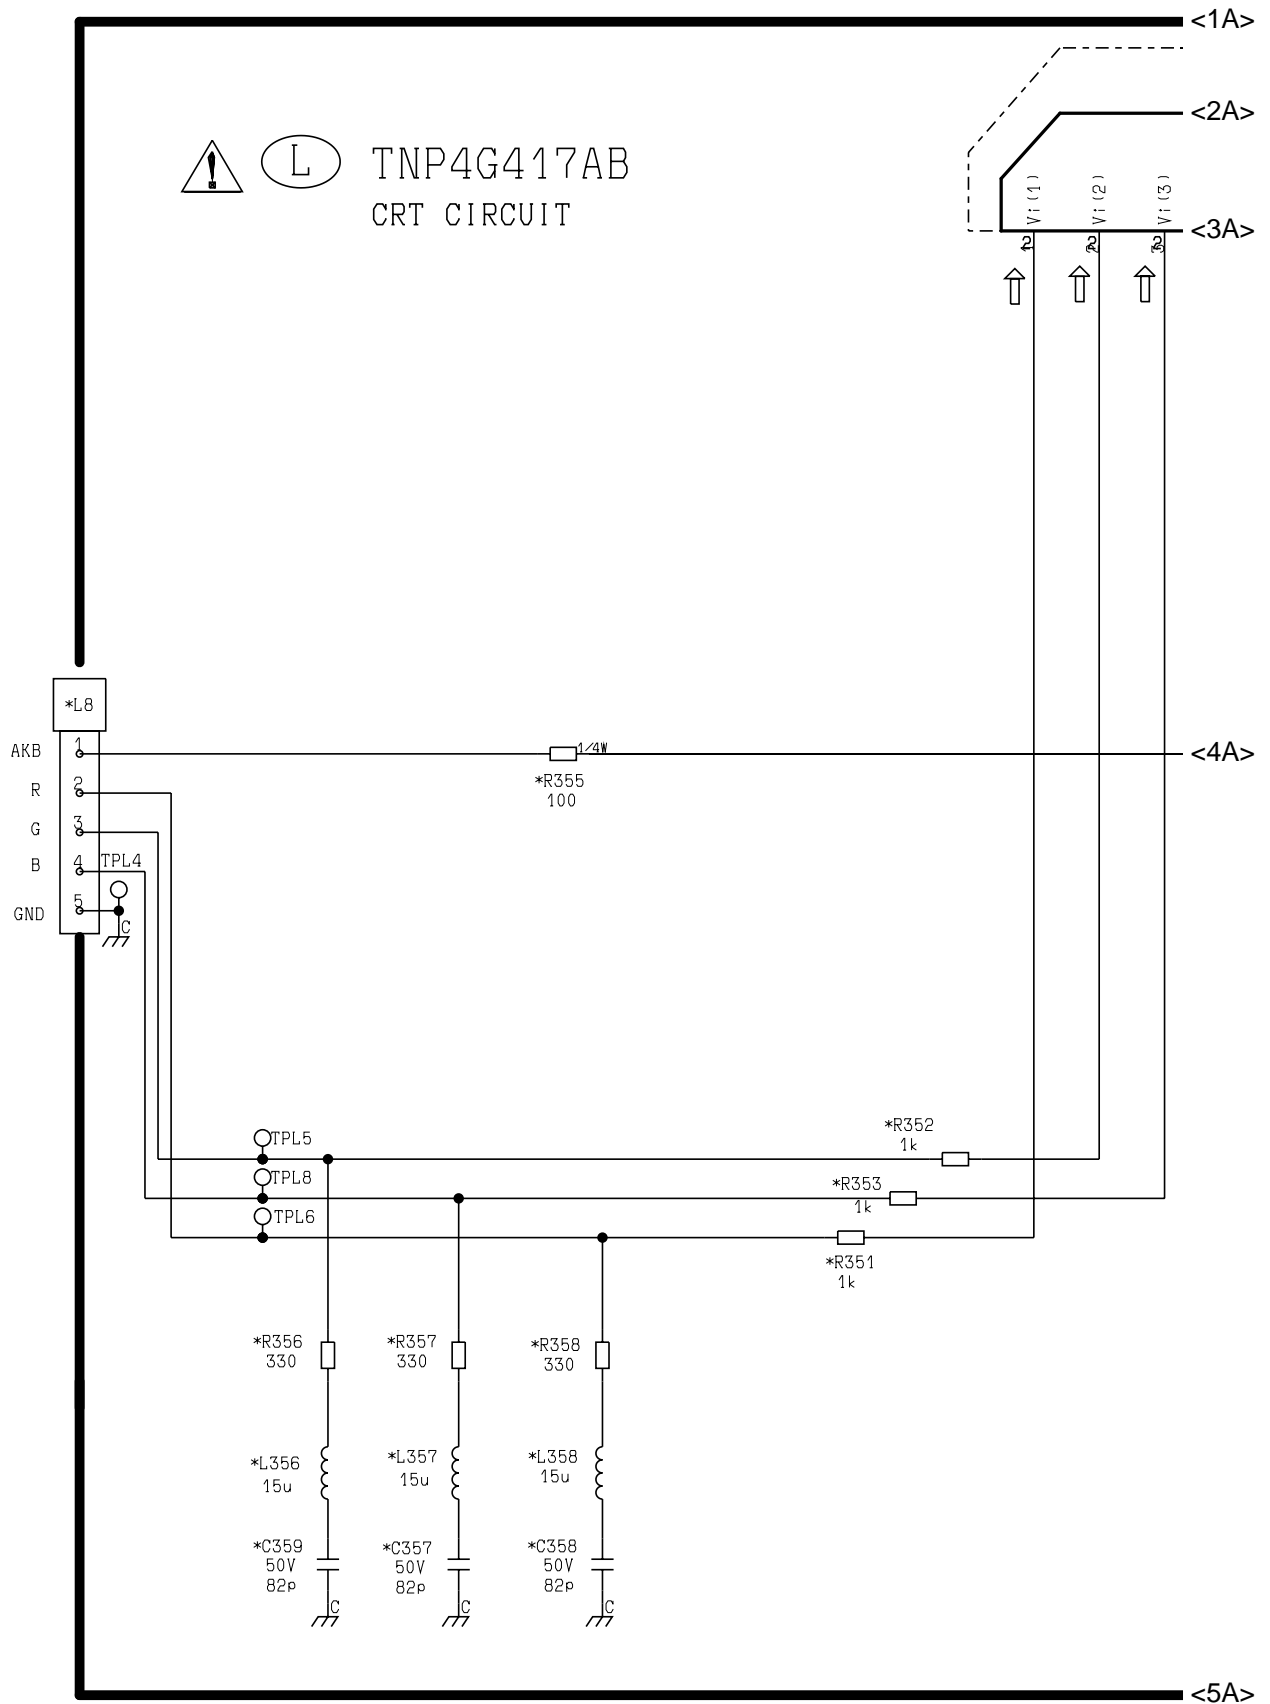 <1A>
<2A>
L TNP4G417AB
CRT CIRCUIT
Vi(1) Vi(2) Vi(3)
<3A>
*L8
AKB 1 1/4W <4A>
*R355
100
R 2
G 3
B 4 TPL4
GND 5
C
*R352
1k
TPL5
TPL8
*R353
1k
TPL6
*R351
1k
*R356
330
*R357
330
*R358
330
*L356
15u
*L357
15u
*L358
15u
*C359
50V
82p
*C357
50V
82p
*C358
50V
82p
C C C
<5A>